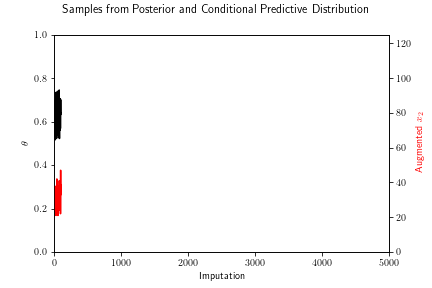 Samples from Posterior and Conditional Predictive Distribution
1.0
0.8
0.6
0.4
0.2
0.0
θ
120
100
80
60
40
20
0
Augmented x₂
0 1000 2000 3000 4000 5000
Imputation